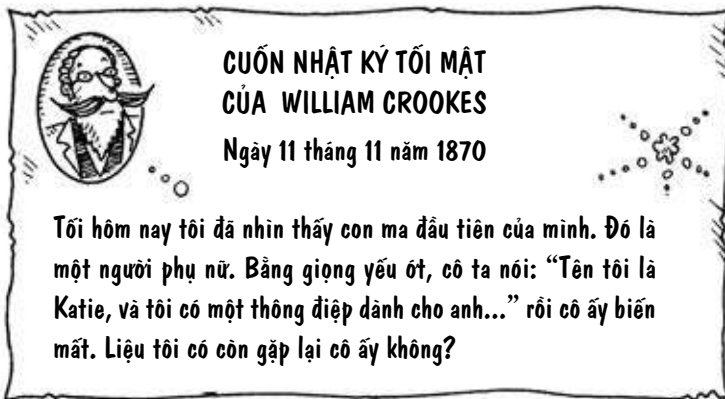 CUỐN NHẬT KÝ TỐI MẬT
CỦA WILLIAM CROOKES
Ngày 11 tháng 11 năm 1870
Tối hôm nay tôi đã nhìn thấy con ma đầu tiên của mình. Đó là
một người phụ nữ. Bằng giọng yếu ớt, cô ta nói: “Tên tôi là
Katie, và tôi có một thông điệp dành cho anh...” rồi cô ấy biến
mất. Liệu tôi có còn gặp lại cô ấy không?